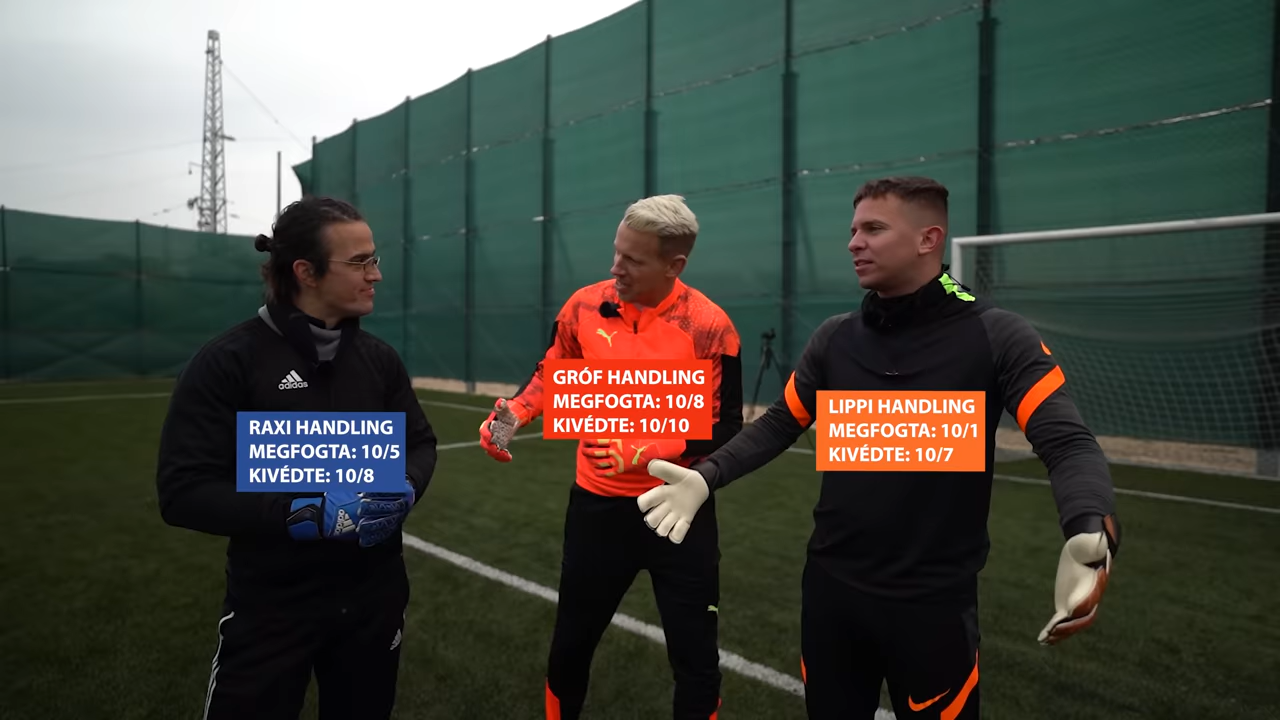 adidas
RAXI HANDLING
MEGFOGTA: 10/5
KIVÉDTE: 10/8
GRÓF HANDLING
MEGFOGTA: 10/8
KIVÉDTE: 10/10
LIPPI HANDLING
MEGFOGTA: 10/1
KIVÉDTE: 10/7